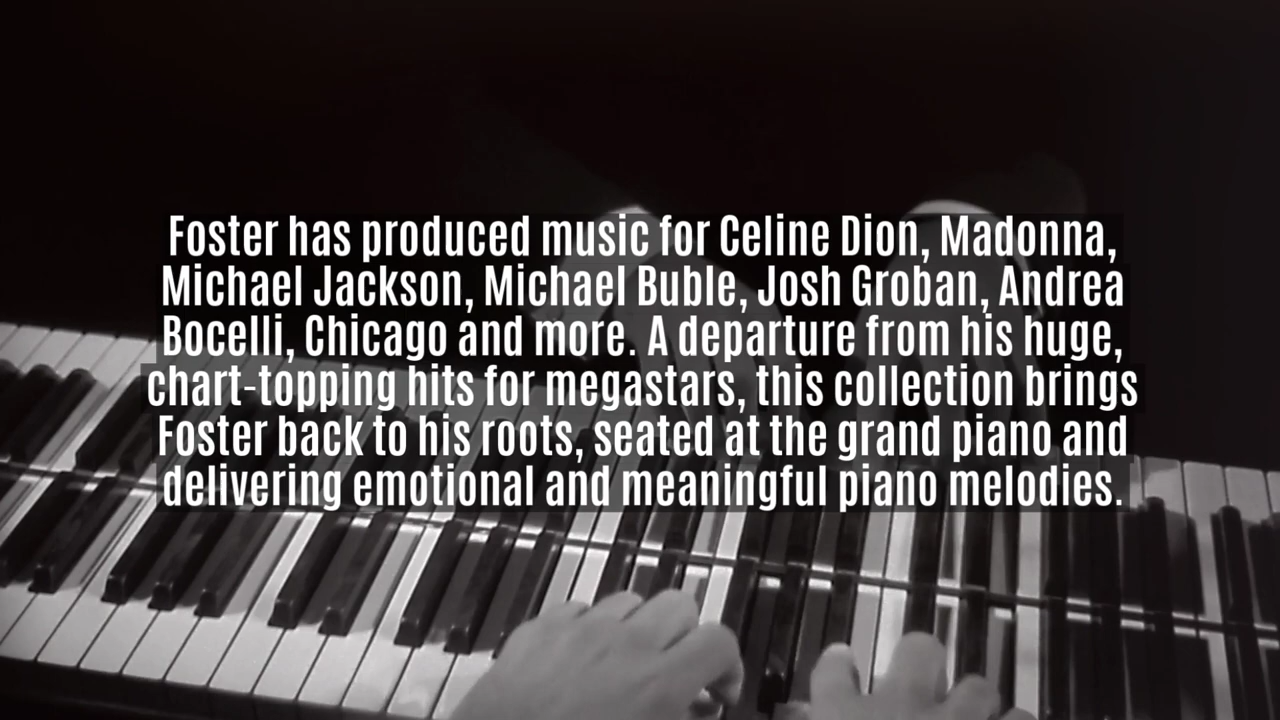 Foster has produced music for Celine Dion, Madonna,
Michael Jackson, Michael Buble, Josh Groban, Andrea
Bocelli, Chicago and more. A departure from his huge,
chart-topping hits for megastars, this collection brings
Foster back to his roots, seated at the grand piano and
delivering emotional and meaningful piano melodies.